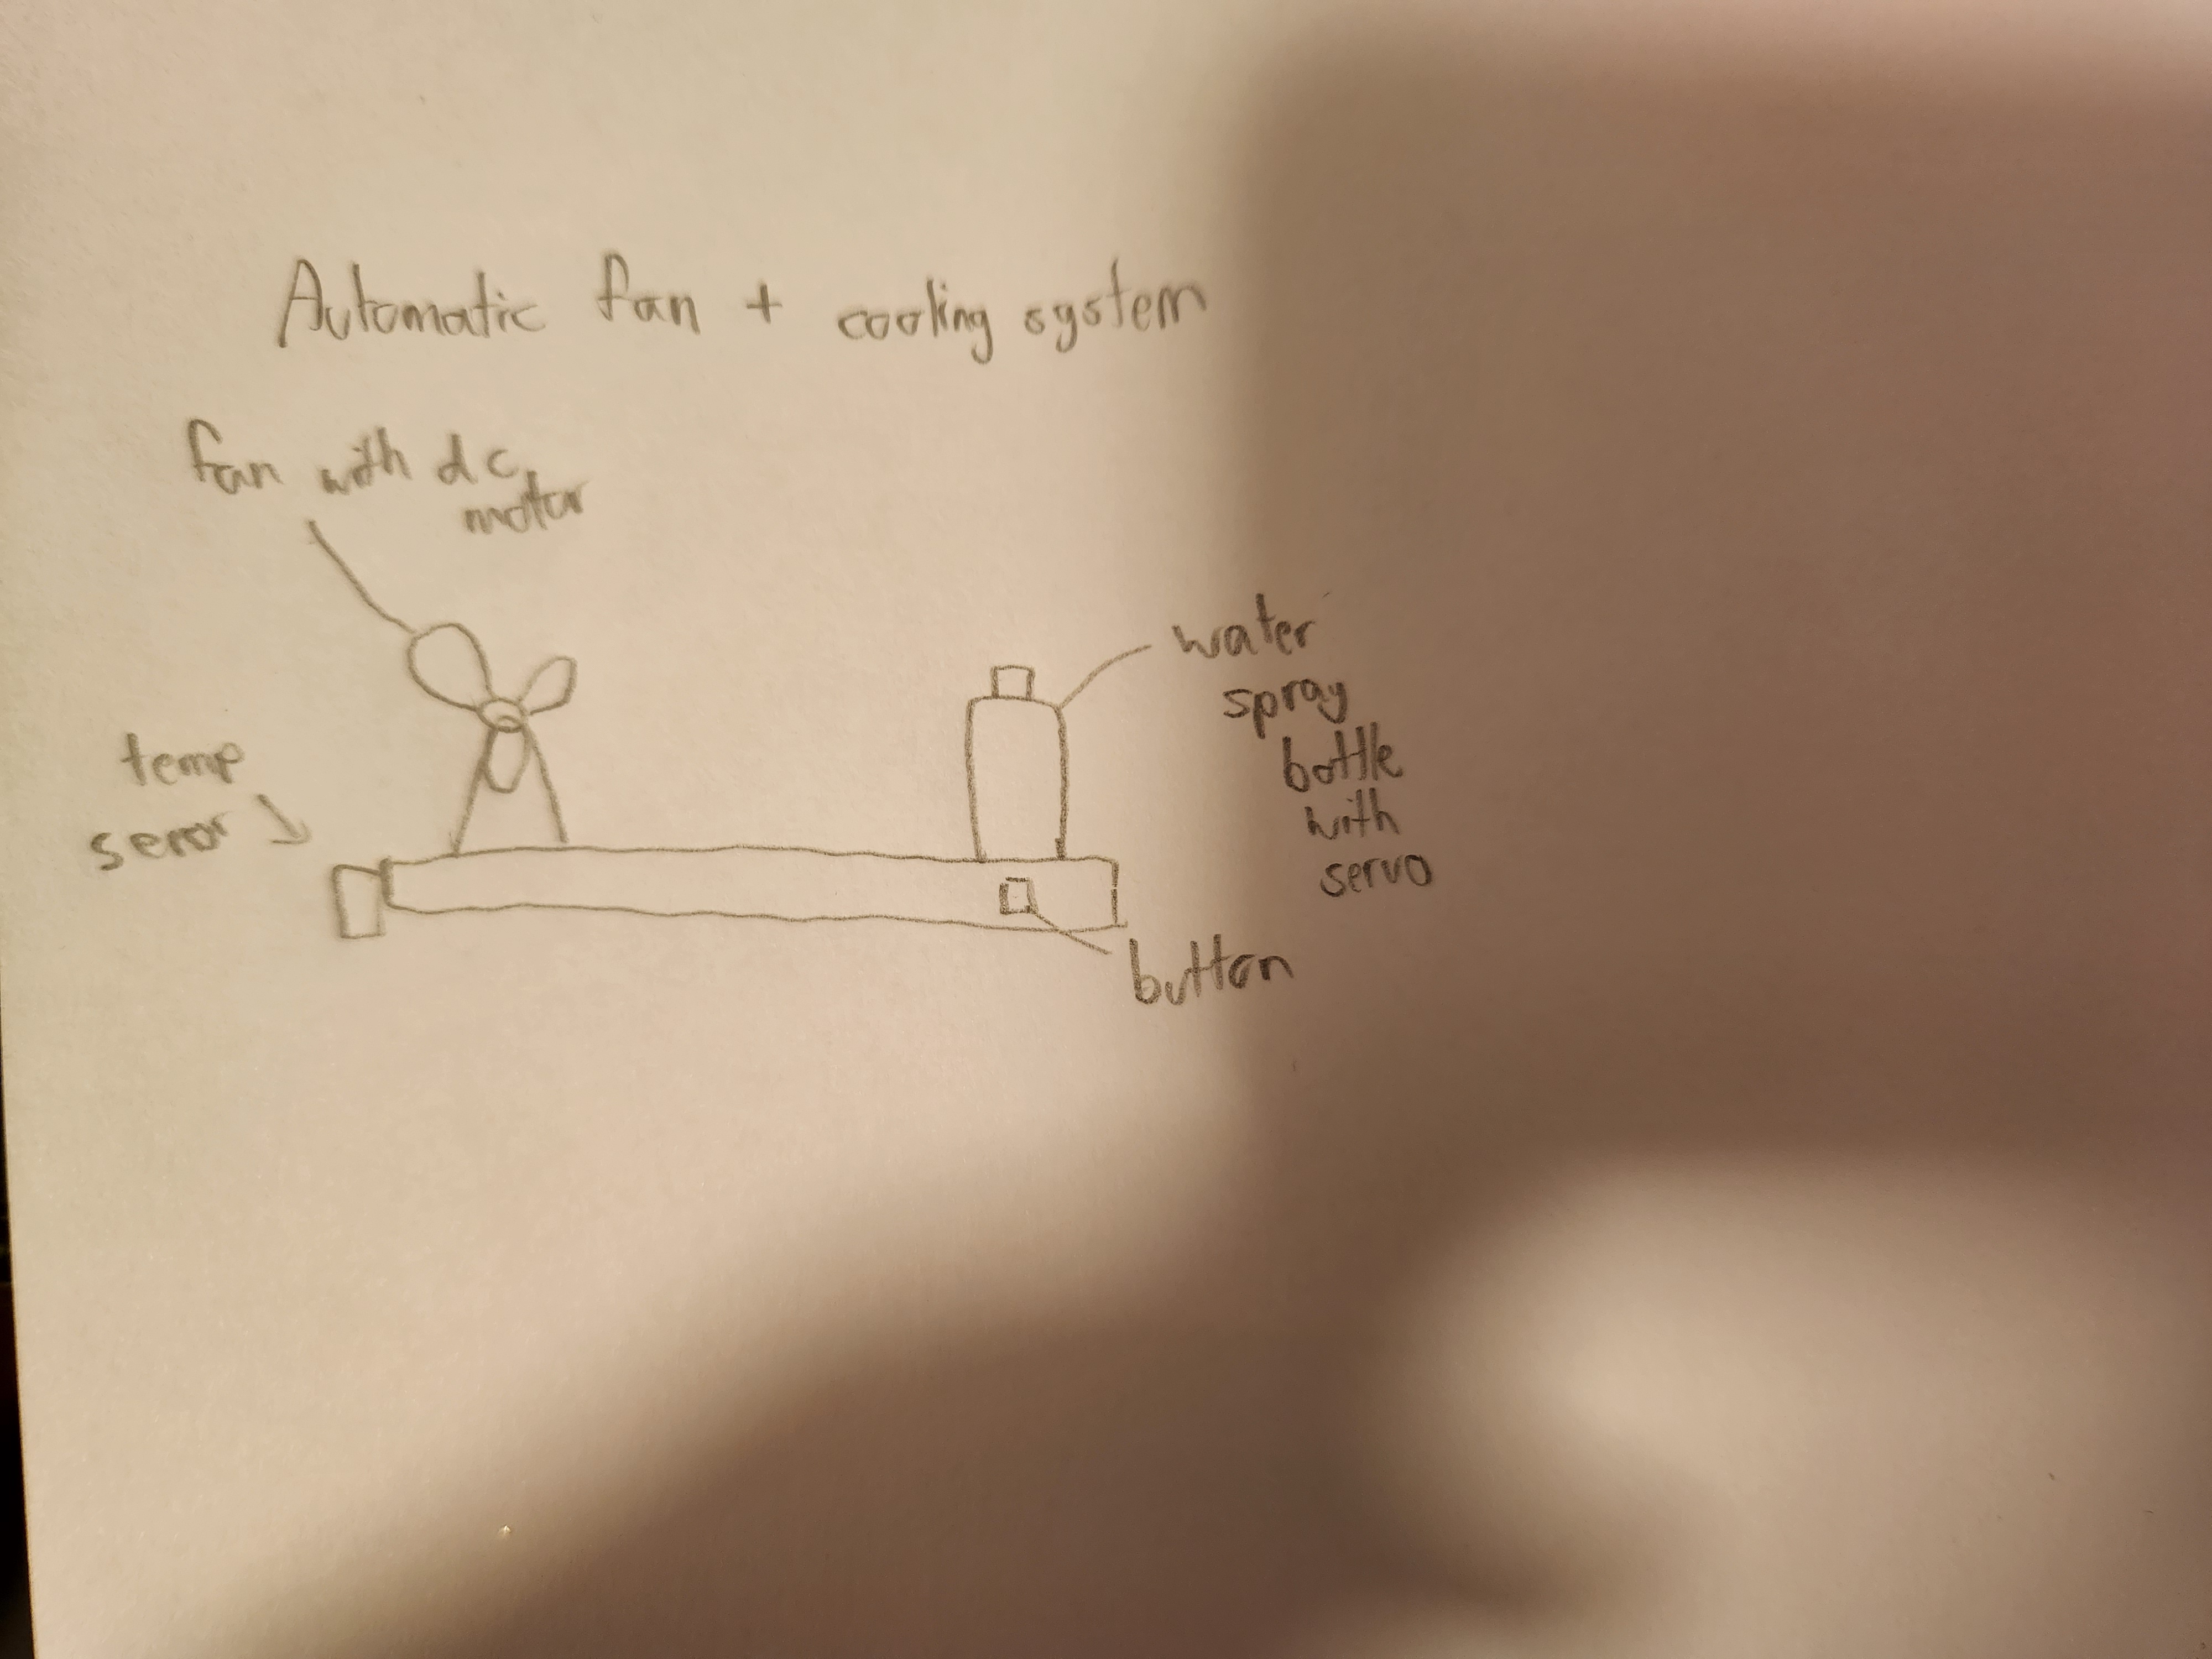 Automatic fan + cooling system
fan with dc
motor
temp
seror
water
spray
bottle
with
servo
button